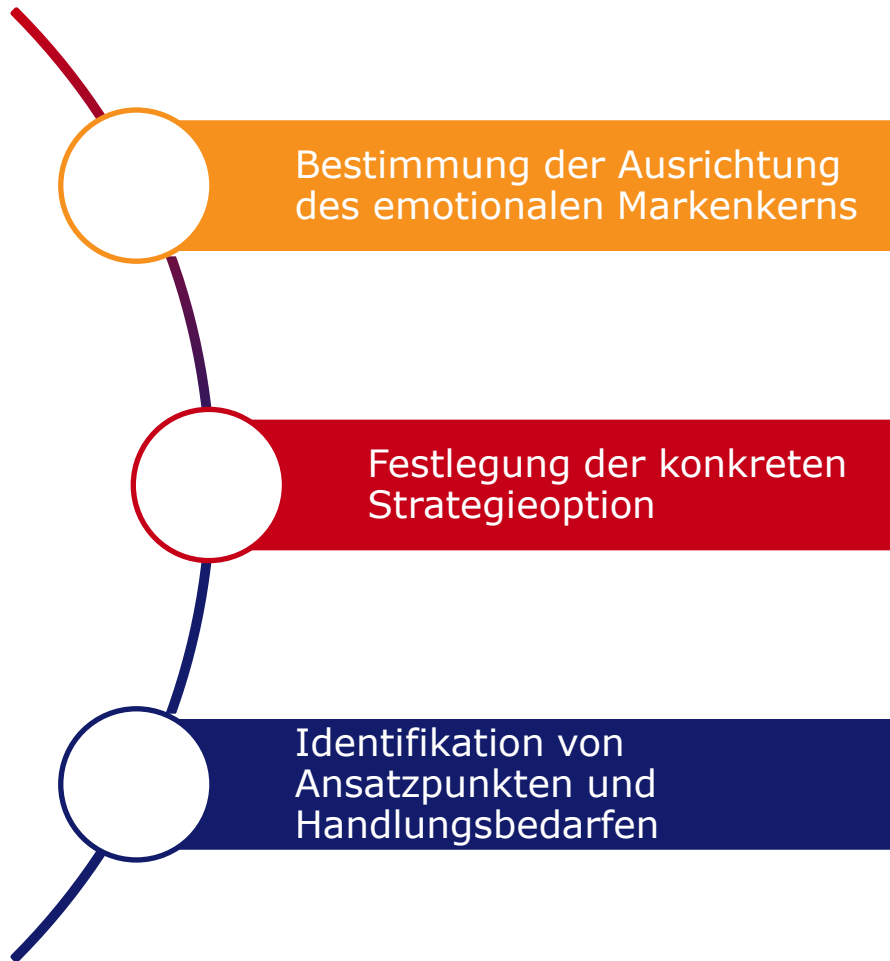 Bestimmung der Ausrichtung
des emotionalen Markenkerns
Festlegung der konkreten
Strategieoption
Identifikation von
Ansatzpunkten und
Handlungsbedarfen